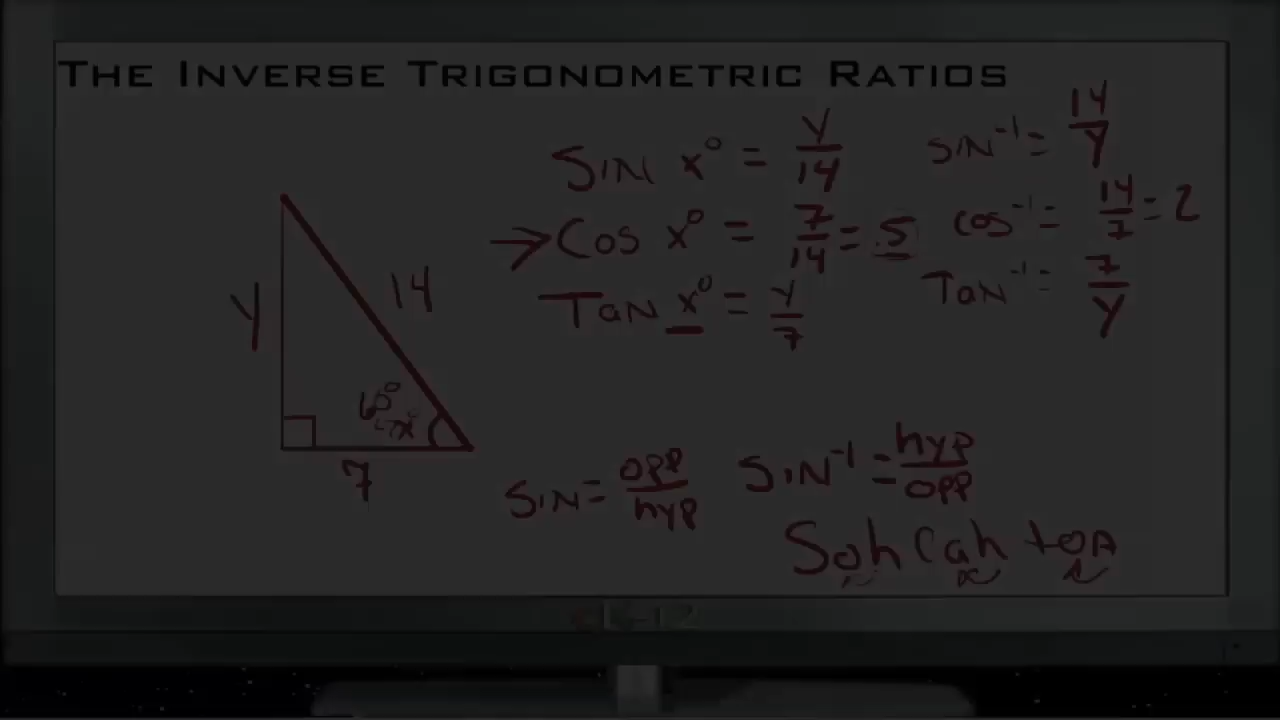 THE INVERSE TRIGONOMETRIC RATIOS
SIN x° = Y/14
SIN⁻¹ = 14/Y
→ COS x° = 7/14 = .5
COS⁻¹ = 14/7 = 2
TAN x° = Y/7
TAN⁻¹ = 7/Y
Y
14
60°
7
SIN = OPP/hyp
SIN⁻¹ = hyp/OPP
Soh Cah toA